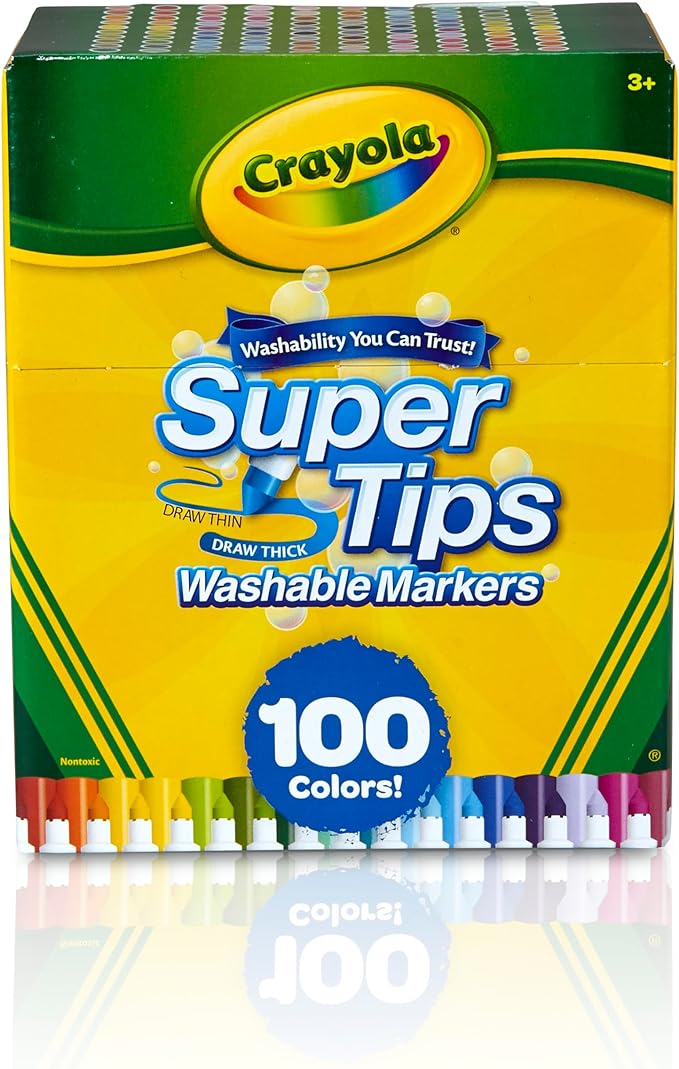 3+
Crayola
®
Washability You Can Trust!
Super
Tips
DRAW THIN
DRAW THICK
Washable Markers
100
Colors!
Nontoxic
®